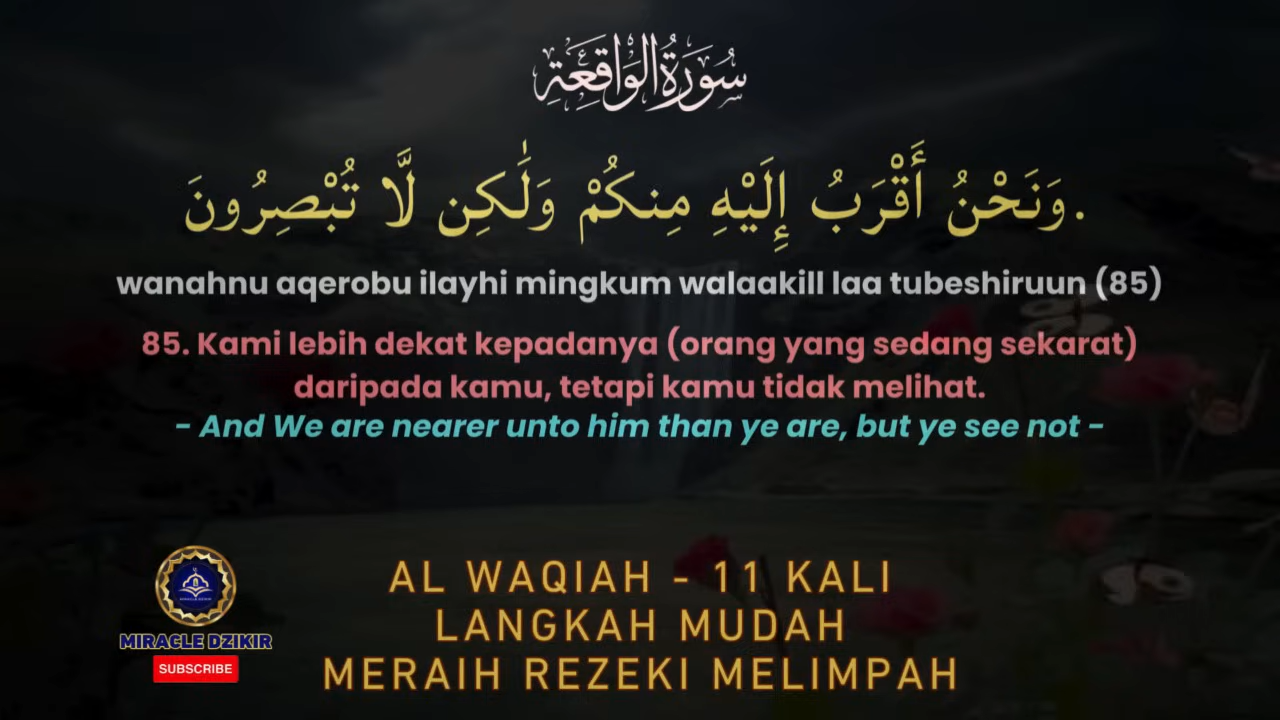 سُورَةُ الوَاقِعَةِ
وَنَحْنُ أَقْرَبُ إِلَيْهِ مِنكُمْ وَلَٰكِن لَّا تُبْصِرُونَ.
wanahnu aqerobu ilayhi mingkum walaakill laa tubeshiruun (85)
85. Kami lebih dekat kepadanya (orang yang sedang sekarat)
daripada kamu, tetapi kamu tidak melihat.
- And We are nearer unto him than ye are, but ye see not -
AL WAQIAH - 11 KALI
LANGKAH MUDAH
MERAIH REZEKI MELIMPAH
MIRACLE DZIKIR
MIRACLE DZIKIR
SUBSCRIBE